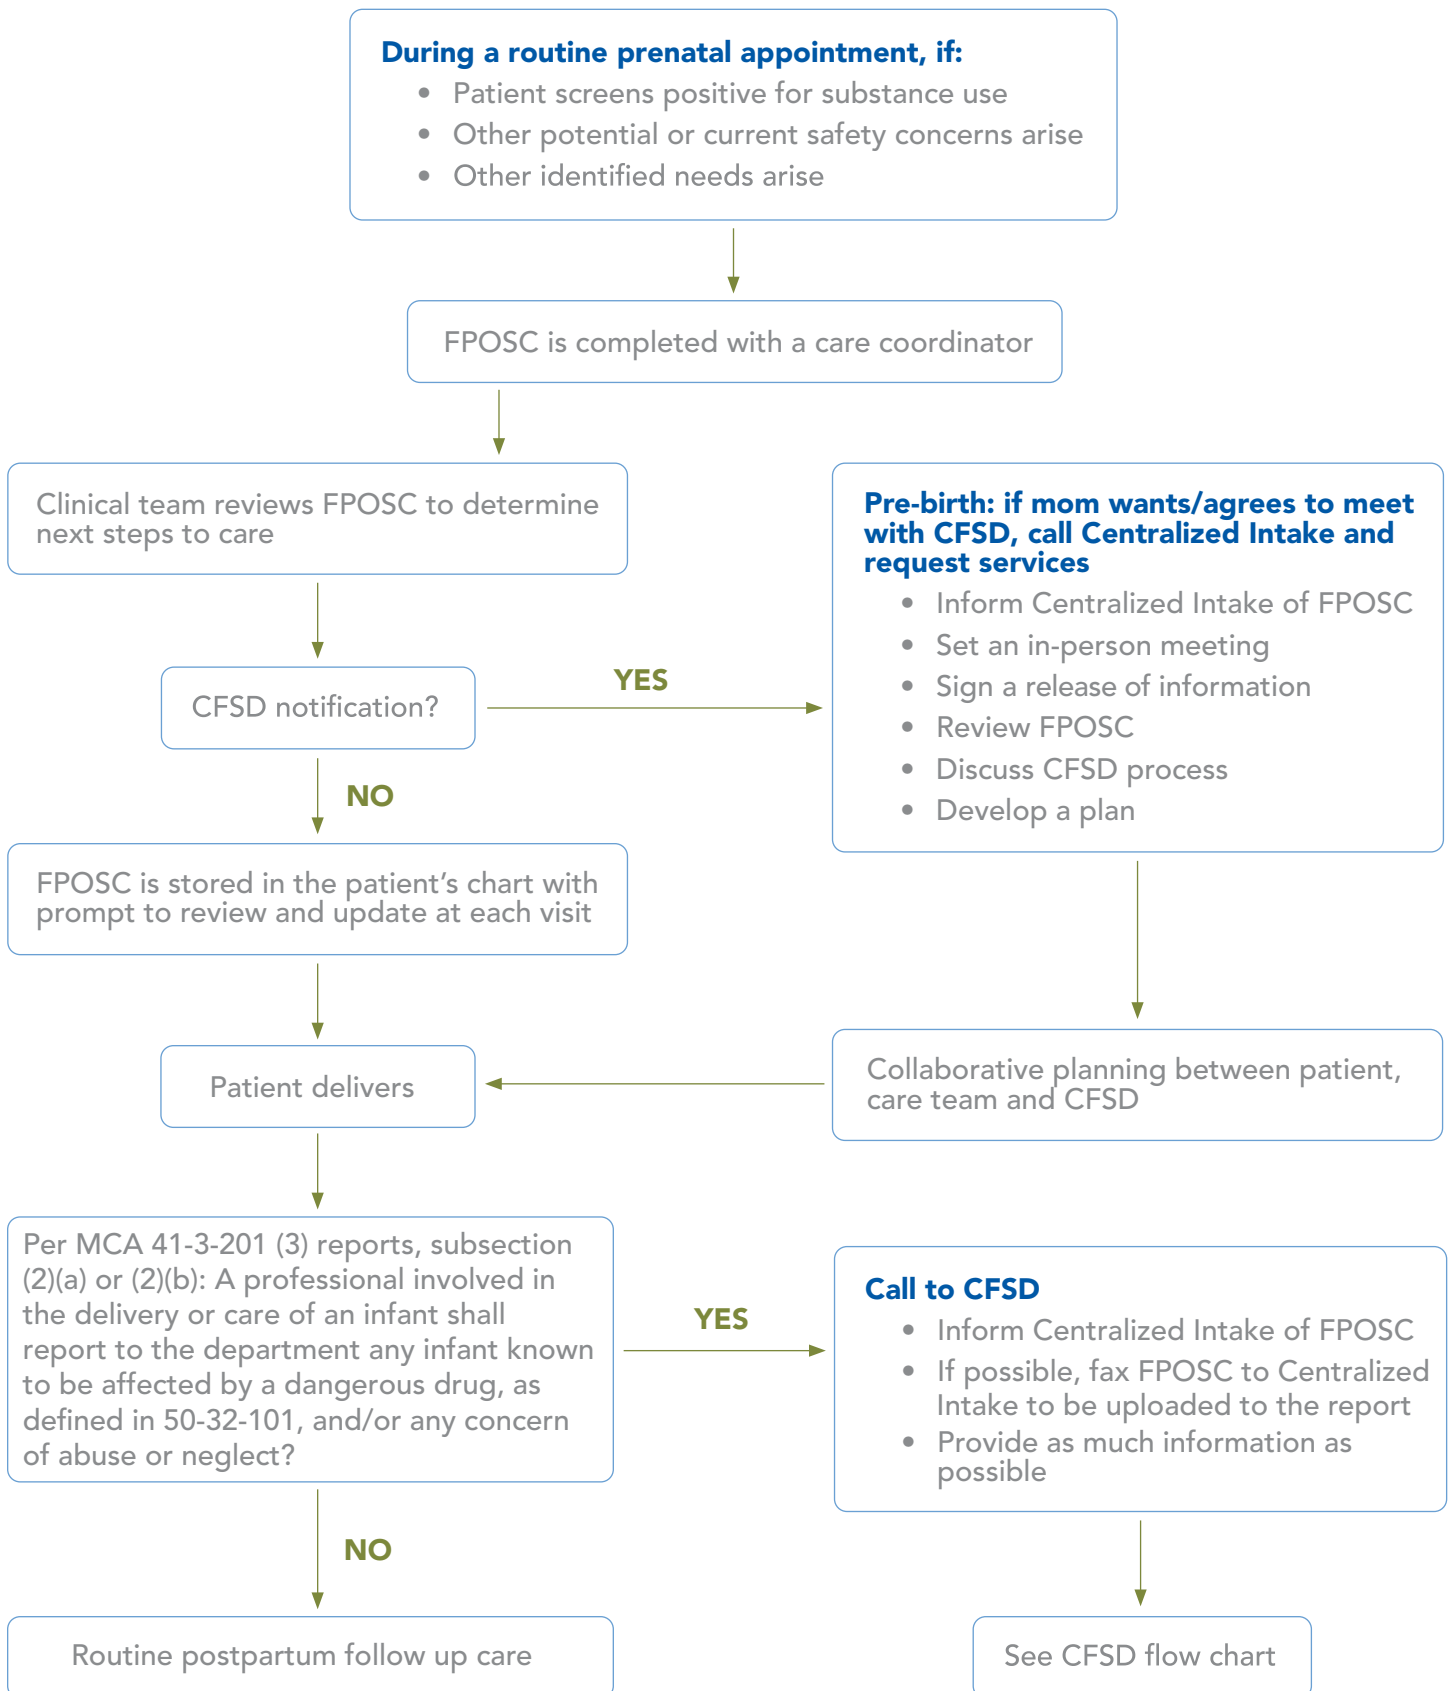 During a routine prenatal appointment, if:
• Patient screens positive for substance use
• Other potential or current safety concerns arise
• Other identified needs arise
FPOSC is completed with a care coordinator
Clinical team reviews FPOSC to determine
next steps to care
Pre-birth: if mom wants/agrees to meet
with CFSD, call Centralized Intake and
request services
• Inform Centralized Intake of FPOSC
• Set an in-person meeting
• Sign a release of information
• Review FPOSC
• Discuss CFSD process
• Develop a plan
CFSD notification?
YES
NO
FPOSC is stored in the patient’s chart with
prompt to review and update at each visit
Patient delivers
Collaborative planning between patient,
care team and CFSD
Per MCA 41-3-201 (3) reports, subsection
(2)(a) or (2)(b): A professional involved in
the delivery or care of an infant shall
report to the department any infant known
to be affected by a dangerous drug, as
defined in 50-32-101, and/or any concern
of abuse or neglect?
YES
Call to CFSD
• Inform Centralized Intake of FPOSC
• If possible, fax FPOSC to Centralized
Intake to be uploaded to the report
• Provide as much information as
possible
NO
Routine postpartum follow up care
See CFSD flow chart